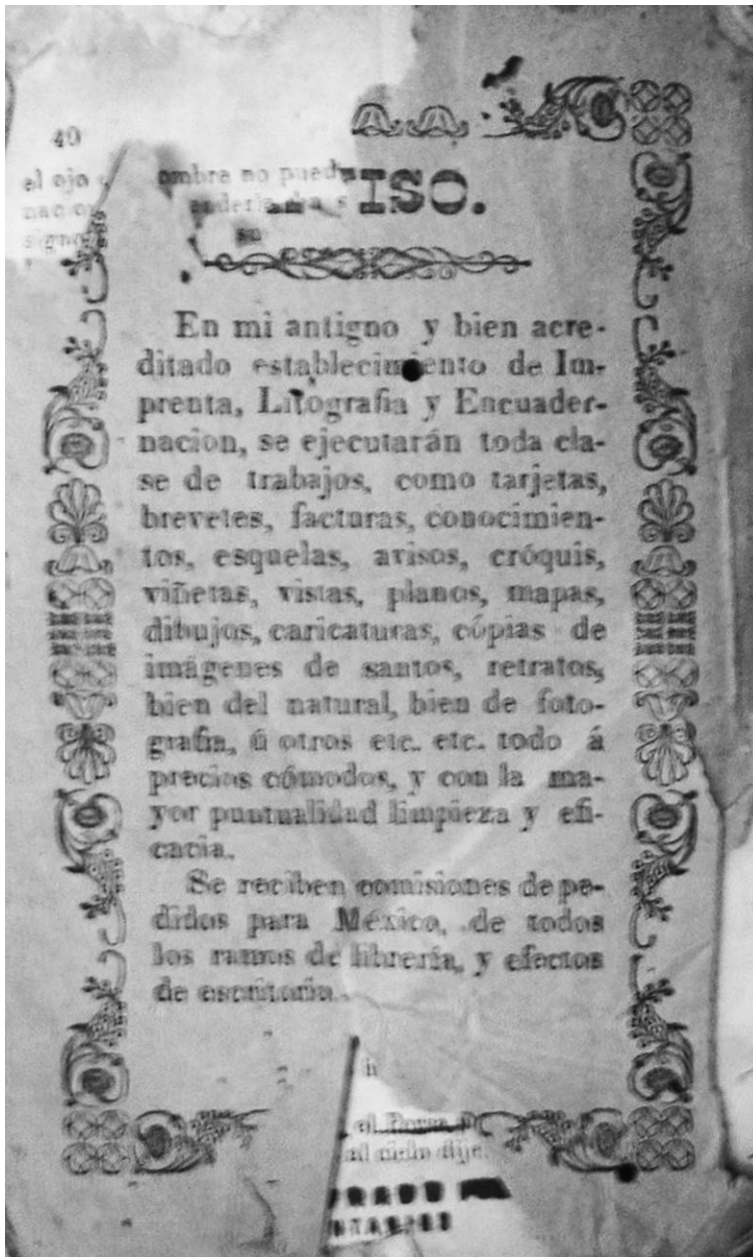 40
el ojo ombre no pued
ISO.
signo su
En mi antigno y bien acre-
ditado establecimiento de Im-
prenta, Litografia y Encuader-
nacion, se ejecutarán toda cla-
se de trabajos, como tarjetas,
brevetes, facturas, conocimien-
tos, esquelas, avisos, cróquis,
viñetas, vistas, planos, mapas,
dibujos, caricaturas, cópias de
imágenes de santos, retratos,
bien del natural, bien de foto-
grafia, ú otros etc. etc. todo á
precios cómodos, y con la ma-
yor puntualidad limpieza y efi-
cacia.
Se reciben comisiones de pe-
didos para México, de todos
los ramos de librería, y efectos
de escritorio.